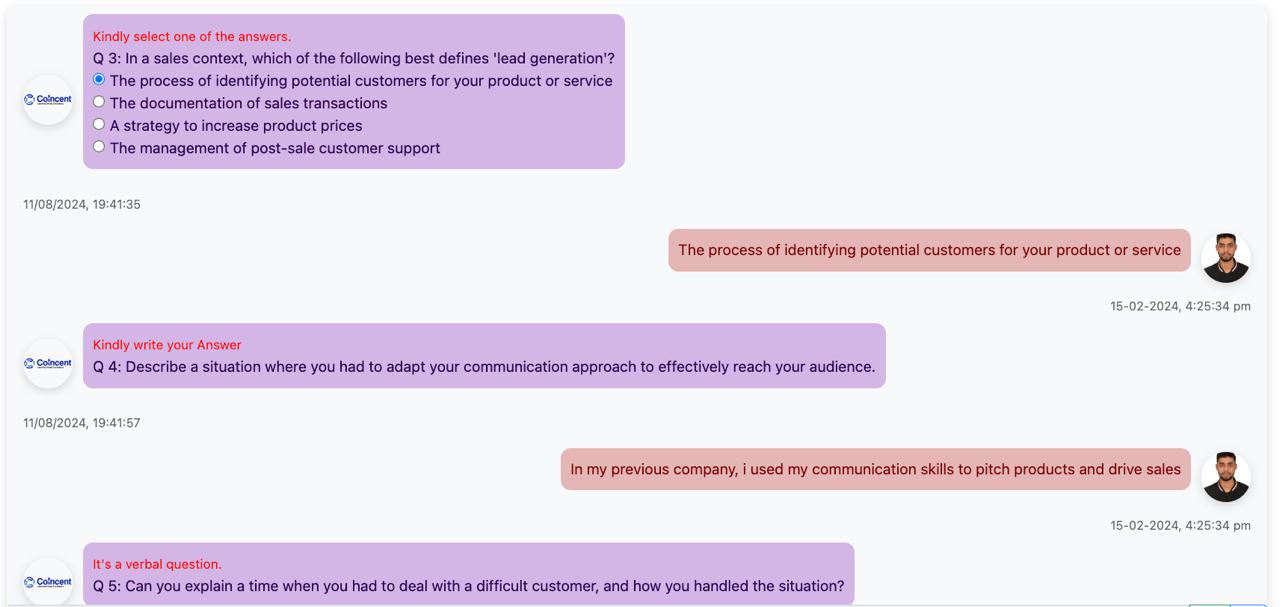 Kindly select one of the answers.
Q 3: In a sales context, which of the following best defines 'lead generation'?
The process of identifying potential customers for your product or service
The documentation of sales transactions
A strategy to increase product prices
The management of post-sale customer support
Coincent
11/08/2024, 19:41:35
The process of identifying potential customers for your product or service
15-02-2024, 4:25:34 pm
Kindly write your Answer
Q 4: Describe a situation where you had to adapt your communication approach to effectively reach your audience.
Coincent
11/08/2024, 19:41:57
In my previous company, i used my communication skills to pitch products and drive sales
15-02-2024, 4:25:34 pm
It's a verbal question.
Q 5: Can you explain a time when you had to deal with a difficult customer, and how you handled the situation?
Coincent